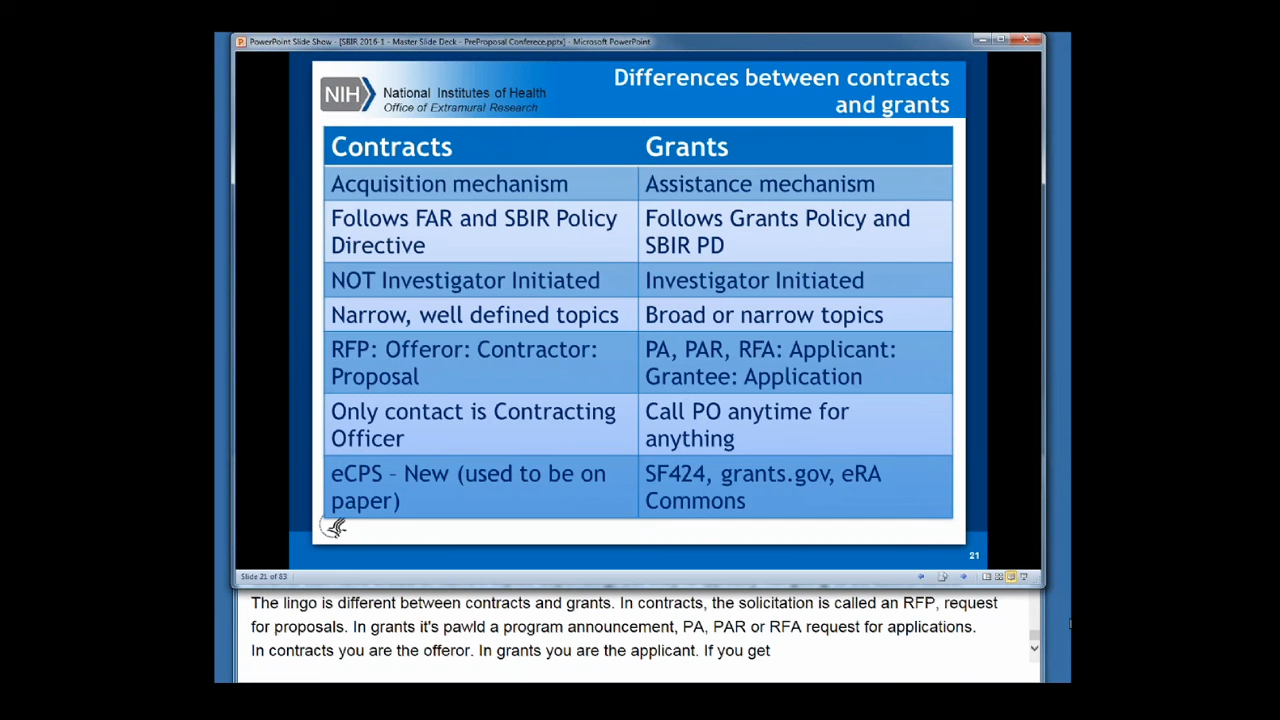 PowerPoint Slide Show - [SBIR 2016-1 - Master Slide Deck - PreProposal Conferece.pptx] - Microsoft PowerPoint
NIH
National Institutes of Health
Office of Extramural Research
Differences between contracts
and grants
Contracts
Grants
Acquisition mechanism
Assistance mechanism
Follows FAR and SBIR Policy
Directive
Follows Grants Policy and
SBIR PD
NOT Investigator Initiated
Investigator Initiated
Narrow, well defined topics
Broad or narrow topics
RFP: Offeror: Contractor:
Proposal
PA, PAR, RFA: Applicant:
Grantee: Application
Only contact is Contracting
Officer
Call PO anytime for
anything
eCPS – New (used to be on
paper)
SF424, grants.gov, eRA
Commons
21
Slide 21 of 83
The lingo is different between contracts and grants. In contracts, the solicitation is called an RFP, request
for proposals. In grants it's pawld a program announcement, PA, PAR or RFA request for applications.
In contracts you are the offeror. In grants you are the applicant. If you get